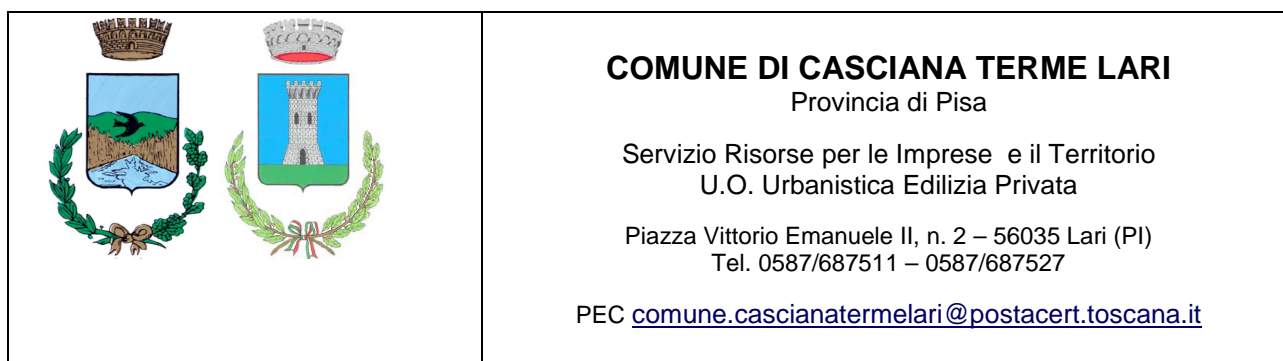 COMUNE DI CASCIANA TERME LARI
Provincia di Pisa
Servizio Risorse per le Imprese e il Territorio
U.O. Urbanistica Edilizia Privata
Piazza Vittorio Emanuele II, n. 2 – 56035 Lari (PI)
Tel. 0587/687511 – 0587/687527
PEC comune.cascianatermelari@postacert.toscana.it